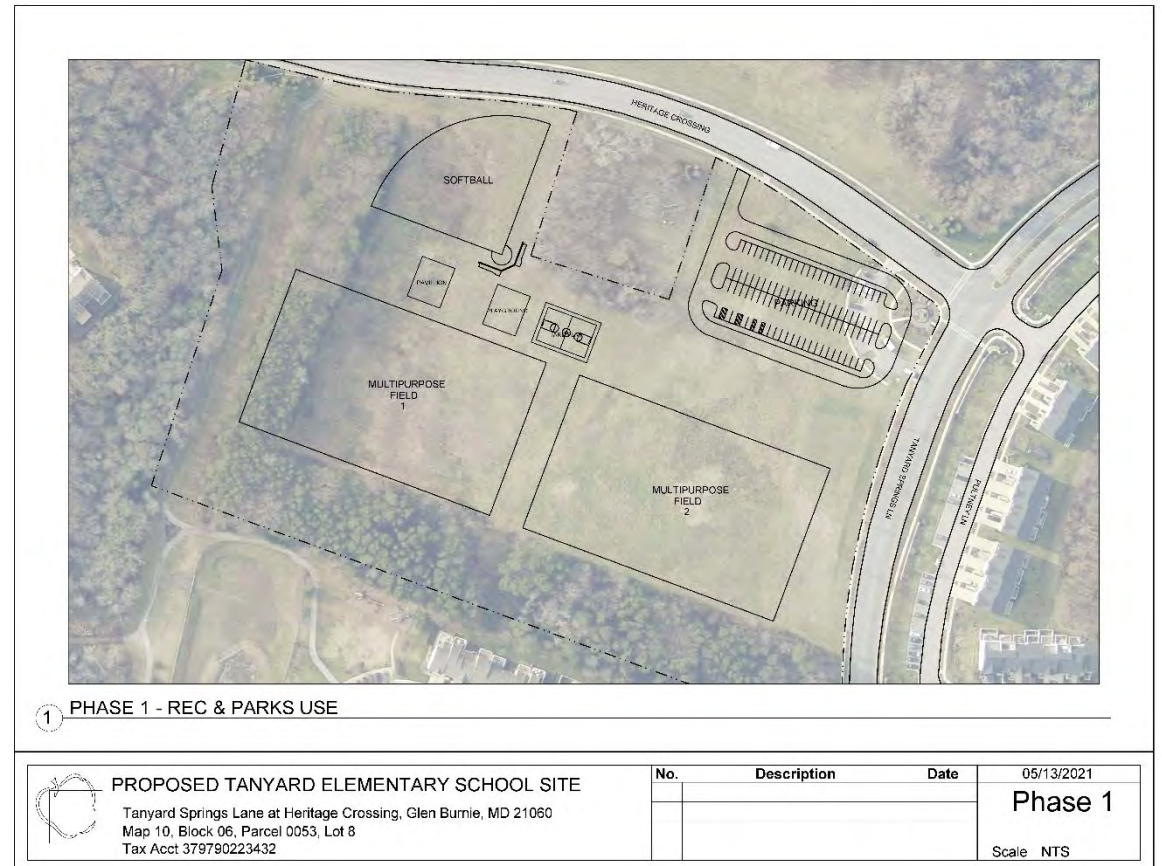 HERITAGE CROSSING
SOFTBALL
PAVILION
PLAYGROUND
PARKING
MULTIPURPOSE
FIELD
1
MULTIPURPOSE
FIELD
2
TANYARD SPRINGS LN
PULTNEY LN
1 PHASE 1 - REC & PARKS USE
PROPOSED TANYARD ELEMENTARY SCHOOL SITE
Tanyard Springs Lane at Heritage Crossing, Glen Burnie, MD 21060
Map 10, Block 06, Parcel 0053, Lot 8
Tax Acct 379790223432
No. Description Date
05/13/2021
Phase 1
Scale NTS